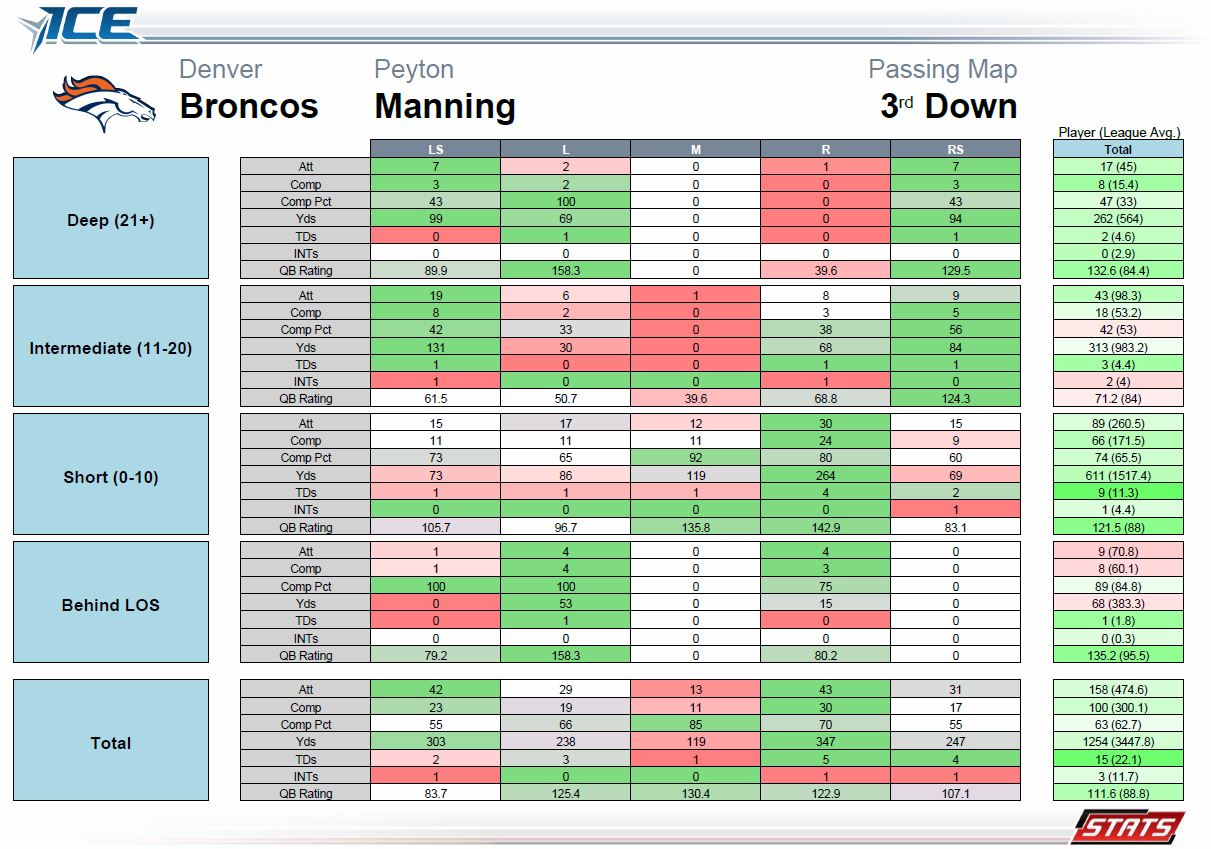 ICE
Denver Peyton Passing Map
Broncos Manning 3rd Down
Player (League Avg.)
LS L M R RS Total
Deep (21+)
Att 7 2 0 1 7 17 (45)
Comp 3 2 0 0 3 8 (15.4)
Comp Pct 43 100 0 0 43 47 (33)
Yds 99 69 0 0 94 262 (564)
TDs 0 1 0 0 1 2 (4.6)
INTs 0 0 0 0 0 0 (2.9)
QB Rating 89.9 158.3 0 39.6 129.5 132.6 (84.4)
Intermediate (11-20)
Att 19 6 1 8 9 43 (98.3)
Comp 8 2 0 3 5 18 (53.2)
Comp Pct 42 33 0 38 56 42 (53)
Yds 131 30 0 68 84 313 (983.2)
TDs 1 0 0 1 1 3 (4.4)
INTs 1 0 0 1 0 2 (4)
QB Rating 61.5 50.7 39.6 68.8 124.3 71.2 (84)
Short (0-10)
Att 15 17 12 30 15 89 (260.5)
Comp 11 11 11 24 9 66 (171.5)
Comp Pct 73 65 92 80 60 74 (65.5)
Yds 73 86 119 264 69 611 (1517.4)
TDs 1 1 1 4 2 9 (11.3)
INTs 0 0 0 0 1 1 (4.4)
QB Rating 105.7 96.7 135.8 142.9 83.1 121.5 (88)
Behind LOS
Att 1 4 0 4 0 9 (70.8)
Comp 1 4 0 3 0 8 (60.1)
Comp Pct 100 100 0 75 0 89 (84.8)
Yds 0 53 0 15 0 68 (383.3)
TDs 0 1 0 0 0 1 (1.8)
INTs 0 0 0 0 0 0 (0.3)
QB Rating 79.2 158.3 0 80.2 0 135.2 (95.5)
Total
Att 42 29 13 43 31 158 (474.6)
Comp 23 19 11 30 17 100 (300.1)
Comp Pct 55 66 85 70 55 63 (62.7)
Yds 303 238 119 347 247 1254 (3447.8)
TDs 2 3 1 5 4 15 (22.1)
INTs 1 0 0 1 1 3 (11.7)
QB Rating 83.7 125.4 130.4 122.9 107.1 111.6 (88.8)
STATS